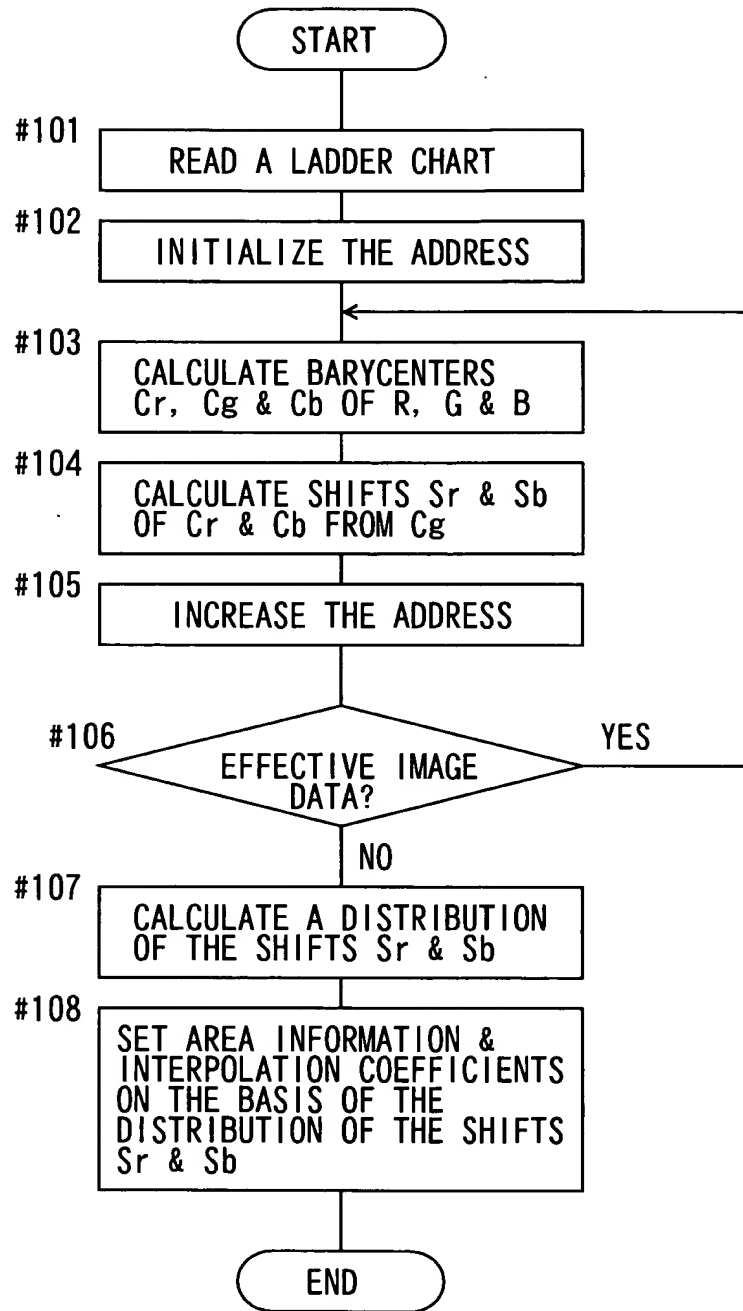 START
#101
READ A LADDER CHART
#102
INITIALIZE THE ADDRESS
#103
CALCULATE BARYCENTERS
Cr, Cg & Cb OF R, G & B
#104
CALCULATE SHIFTS Sr & Sb
OF Cr & Cb FROM Cg
#105
INCREASE THE ADDRESS
#106
EFFECTIVE IMAGE
DATA?
YES
NO
#107
CALCULATE A DISTRIBUTION
OF THE SHIFTS Sr & Sb
#108
SET AREA INFORMATION &
INTERPOLATION COEFFICIENTS
ON THE BASIS OF THE
DISTRIBUTION OF THE SHIFTS
Sr & Sb
END